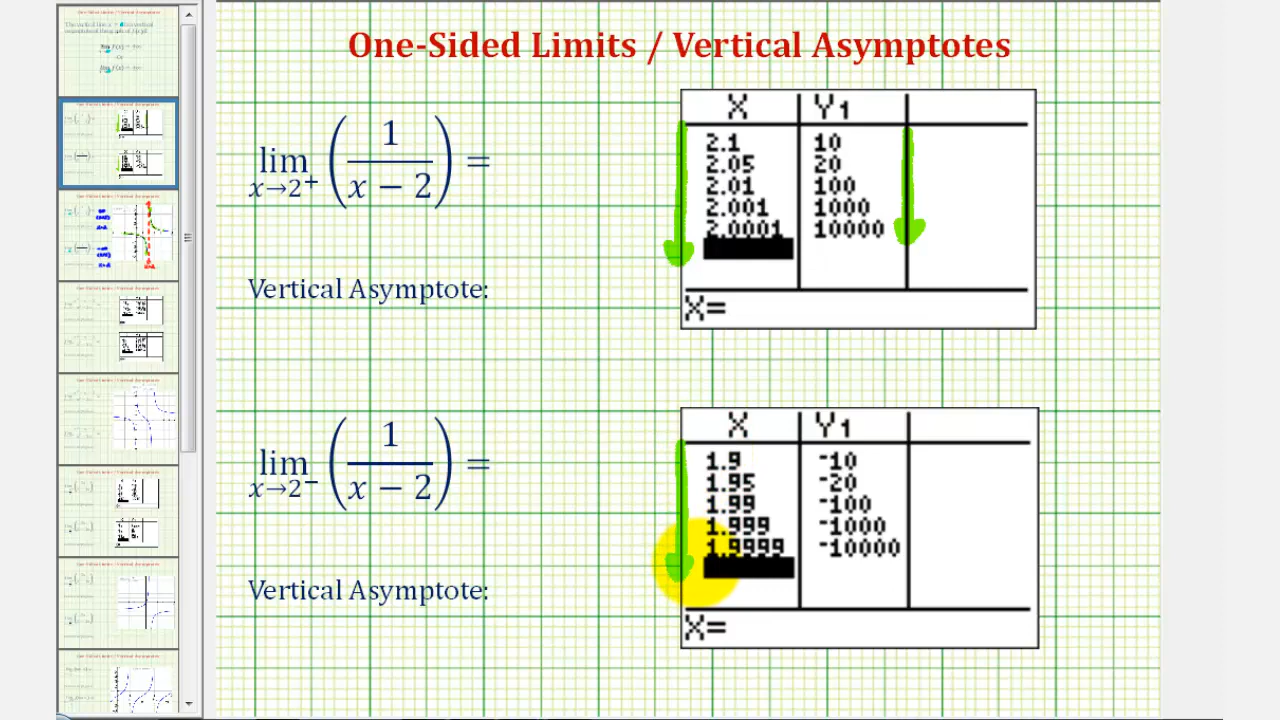 One-Sided Limits / Vertical Asymptotes
lim x→2⁺ (1/(x − 2)) =
Vertical Asymptote:
X Y1
2.1 10
2.05 20
2.01 100
2.001 1000
2.0001 10000
X=
lim x→2⁻ (1/(x − 2)) =
Vertical Asymptote:
X Y1
1.9 -10
1.95 -20
1.99 -100
1.999 -1000
1.9999 -10000
X=